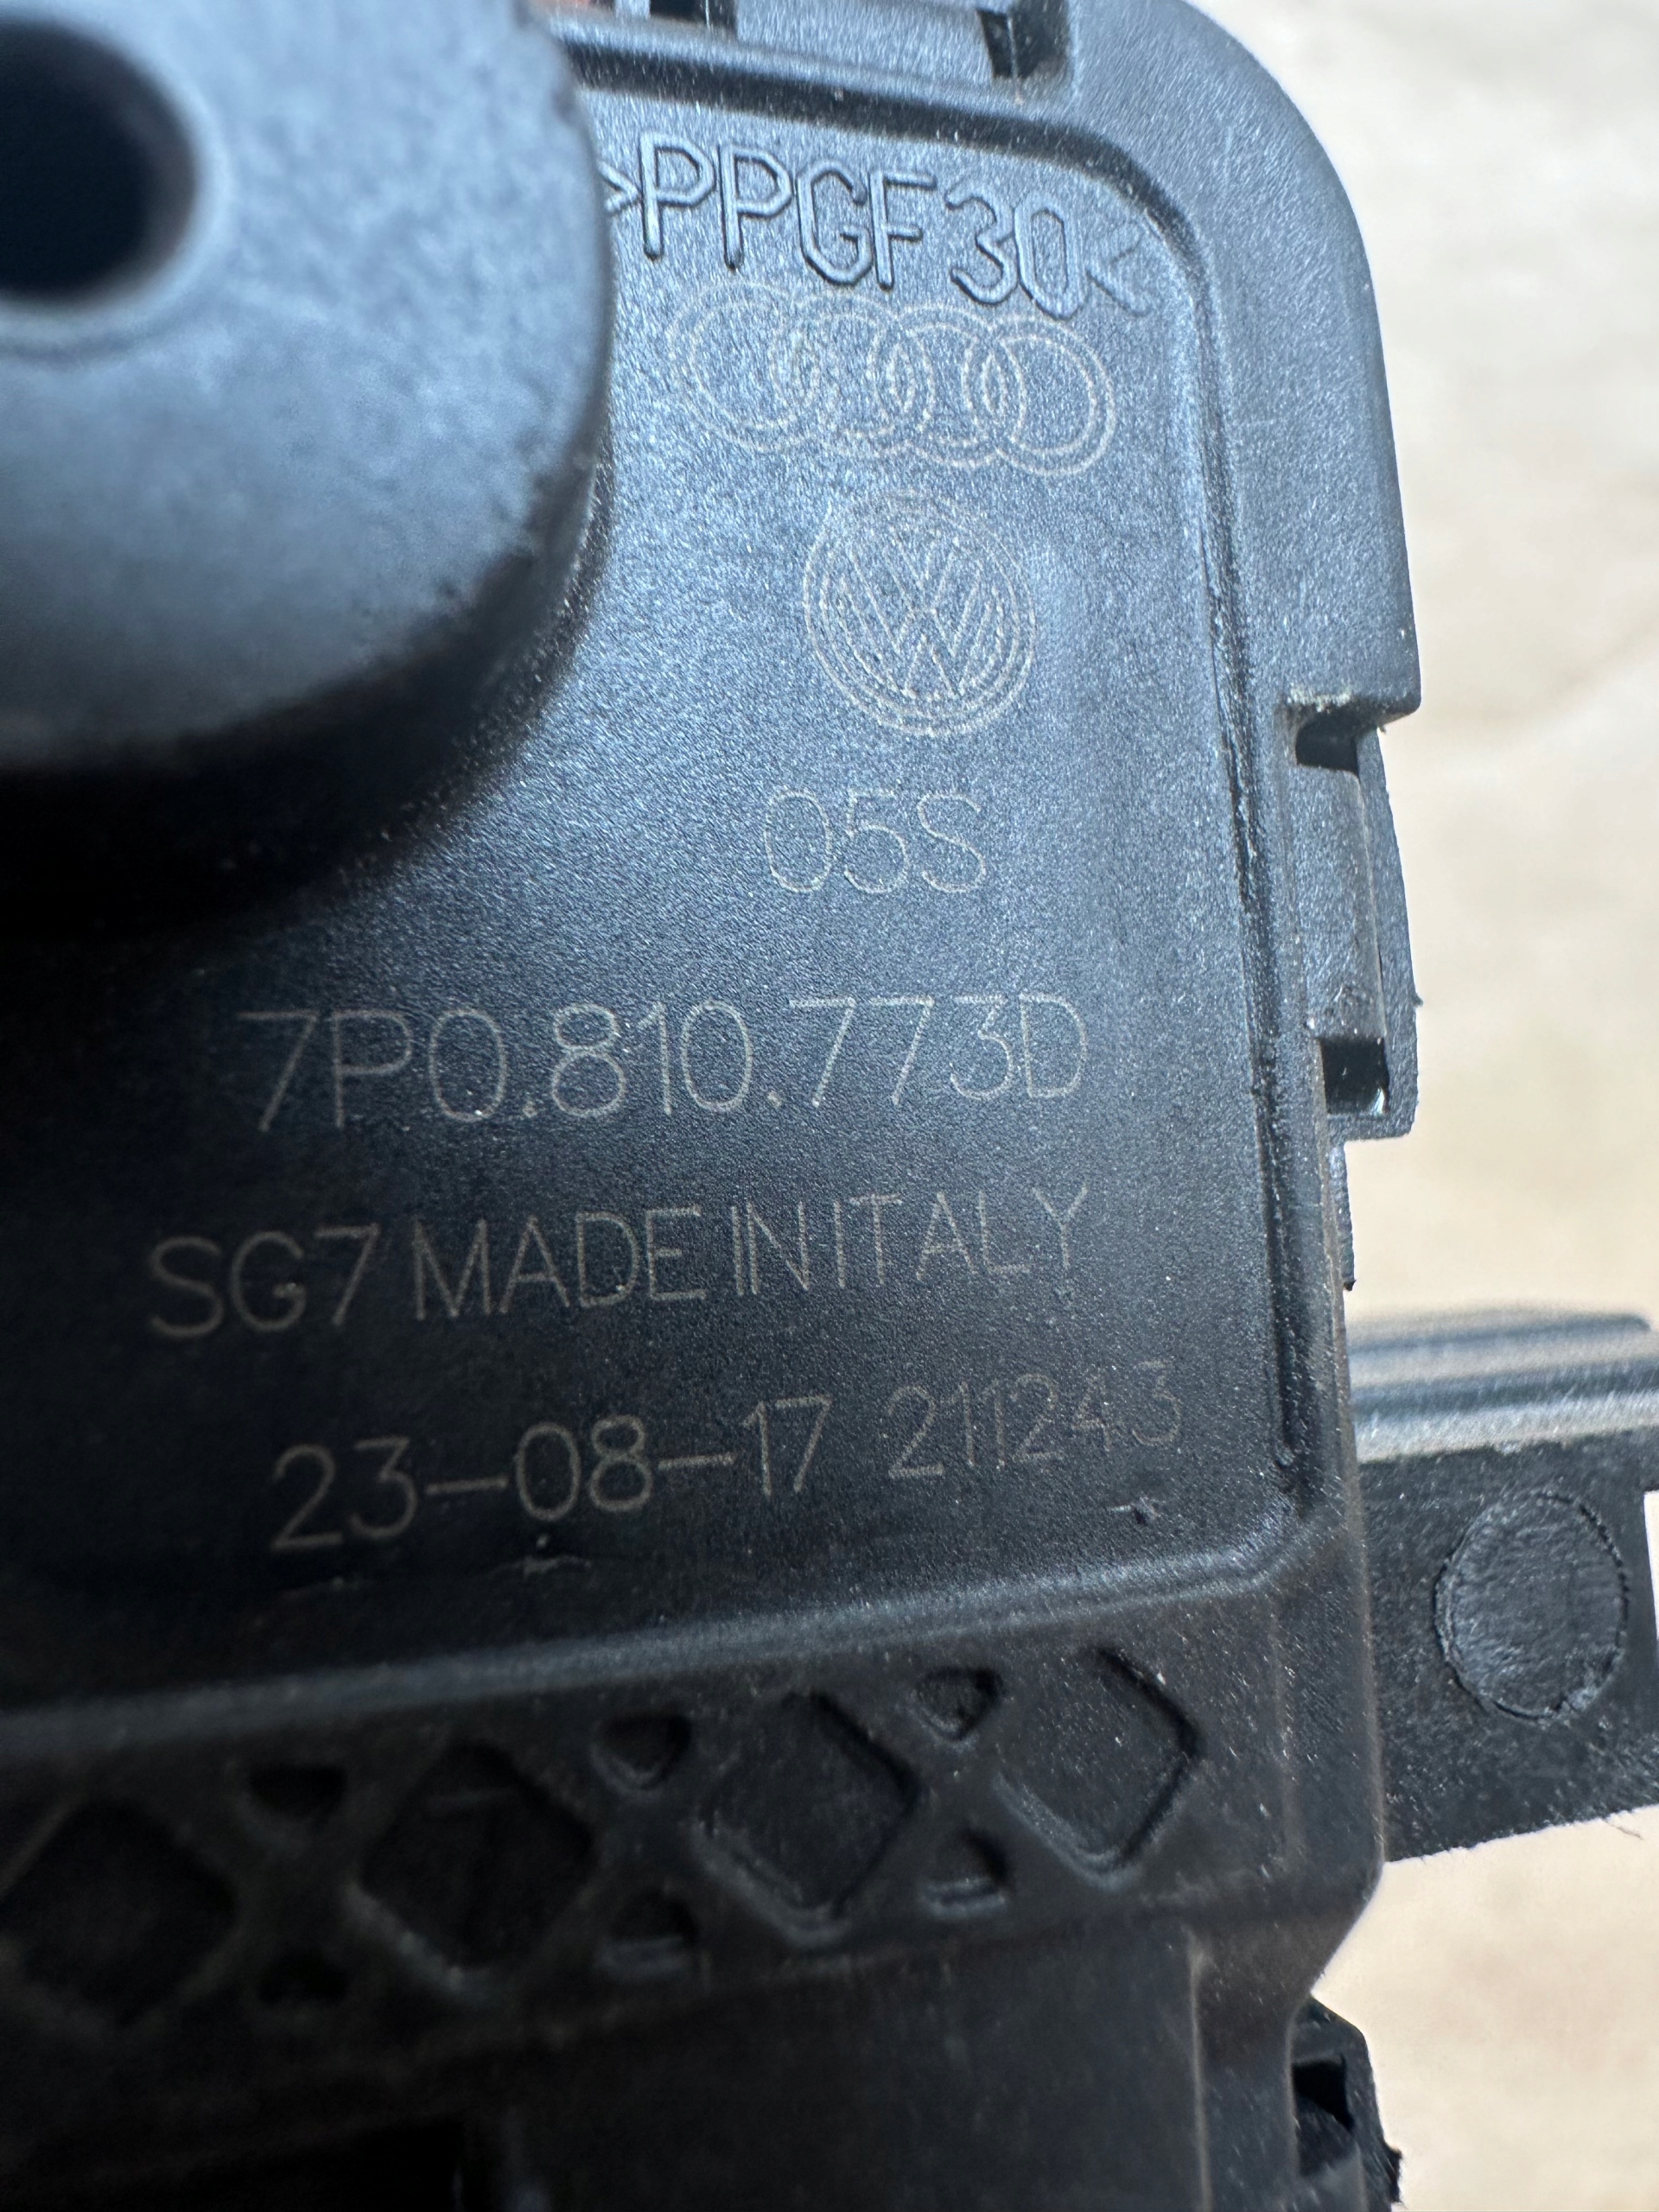 >PPGF30<
05S
7P0.810.773D
SG7 MADE IN ITALY
23-08-17 211243